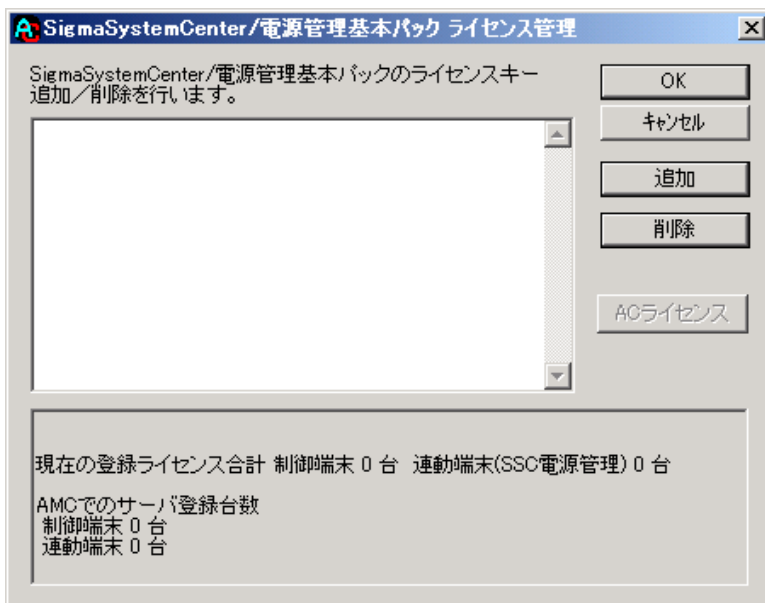 SigmaSystemCenter/電源管理基本パック ライセンス管理
SigmaSystemCenter/電源管理基本パックのライセンスキー
追加／削除を行います。
OK
キャンセル
追加
削除
ACライセンス
現在の登録ライセンス合計 制御端末 0 台 連動端末(SSC電源管理) 0 台
AMCでのサーバ登録台数
制御端末 0 台
連動端末 0 台